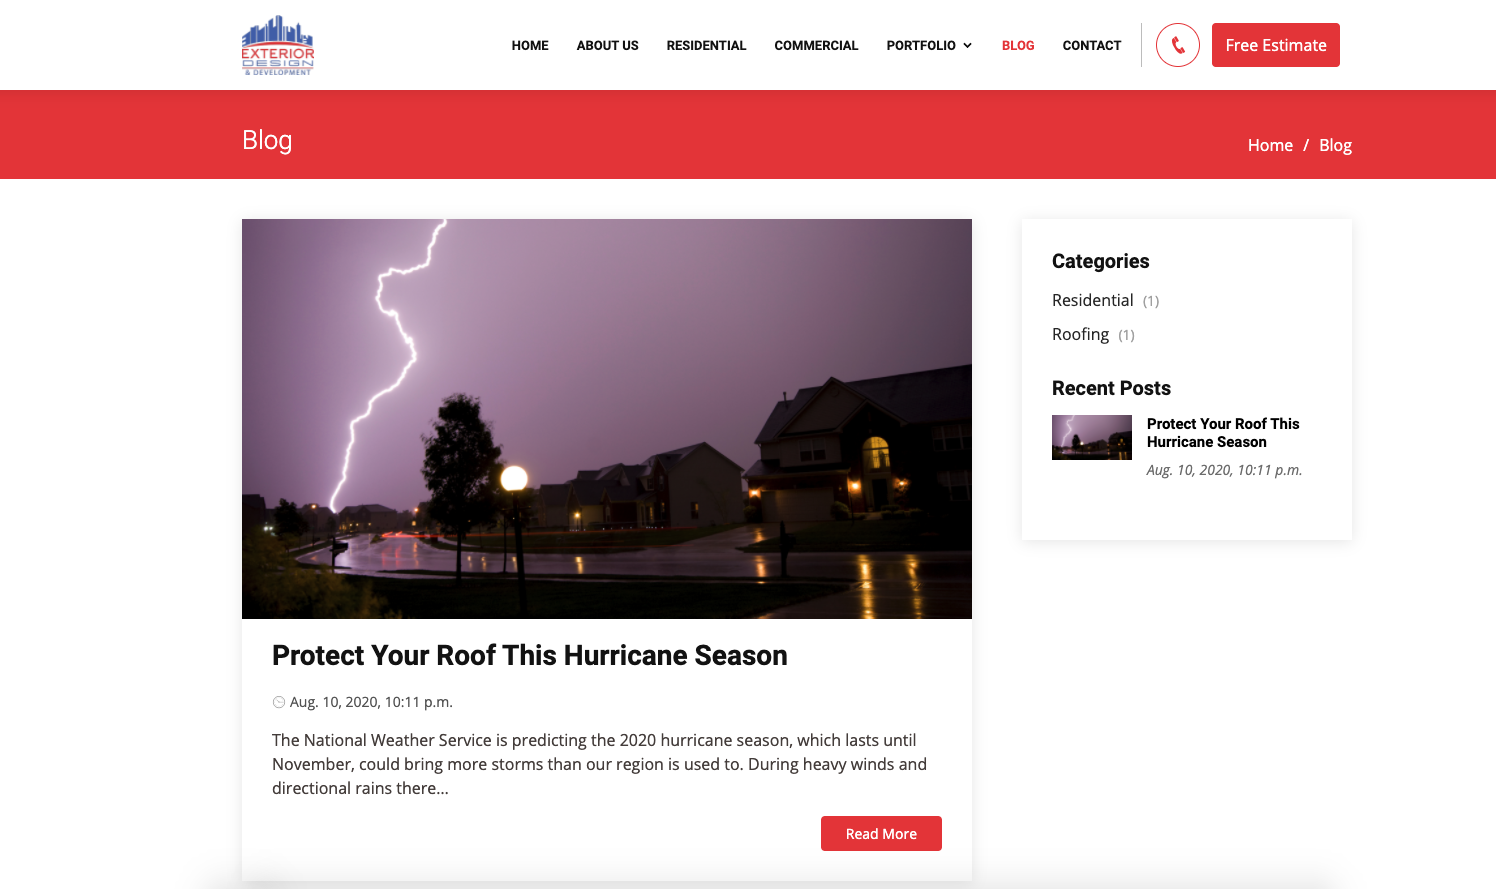 EXTERIOR
DESIGN
& DEVELOPMENT
HOME ABOUT US RESIDENTIAL COMMERCIAL PORTFOLIO BLOG CONTACT
Free Estimate
Blog
Home / Blog
Categories
Residential (1)
Roofing (1)
Recent Posts
Protect Your Roof This
Hurricane Season
Aug. 10, 2020, 10:11 p.m.
Protect Your Roof This Hurricane Season
Aug. 10, 2020, 10:11 p.m.
The National Weather Service is predicting the 2020 hurricane season, which lasts until
November, could bring more storms than our region is used to. During heavy winds and
directional rains there...
Read More